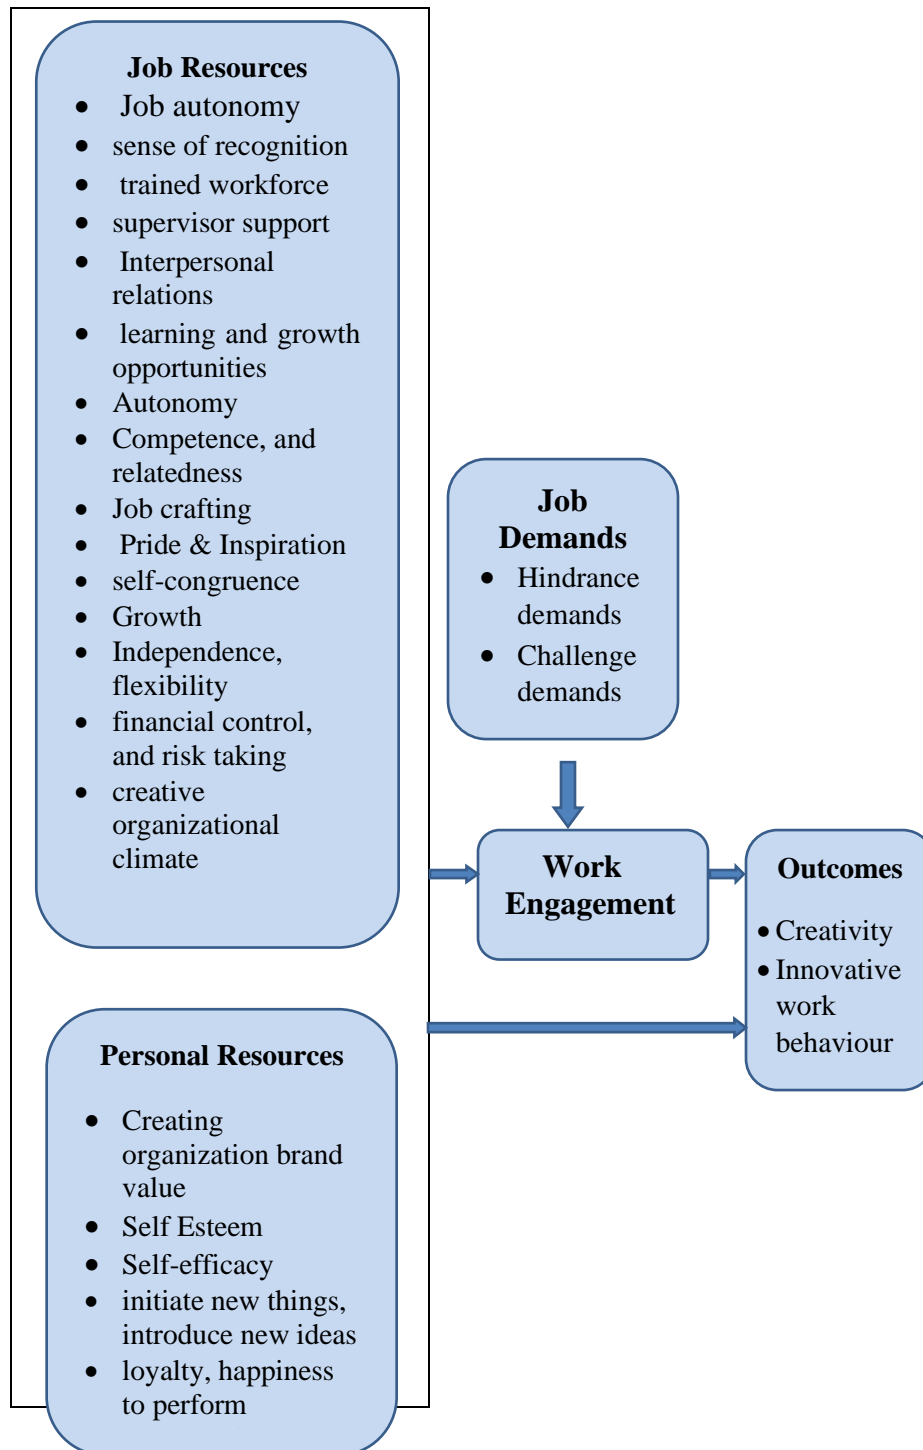 Job Resources
• Job autonomy
• sense of recognition
• trained workforce
• supervisor support
• Interpersonal
relations
• learning and growth
opportunities
• Autonomy
• Competence, and
relatedness
• Job crafting
• Pride & Inspiration
• self-congruence
• Growth
• Independence,
flexibility
• financial control,
and risk taking
• creative
organizational
climate
Job
Demands
• Hindrance
demands
• Challenge
demands
Work
Engagement
Outcomes
• Creativity
• Innovative
work
behaviour
Personal Resources
• Creating
organization brand
value
• Self Esteem
• Self-efficacy
• initiate new things,
introduce new ideas
• loyalty, happiness
to perform